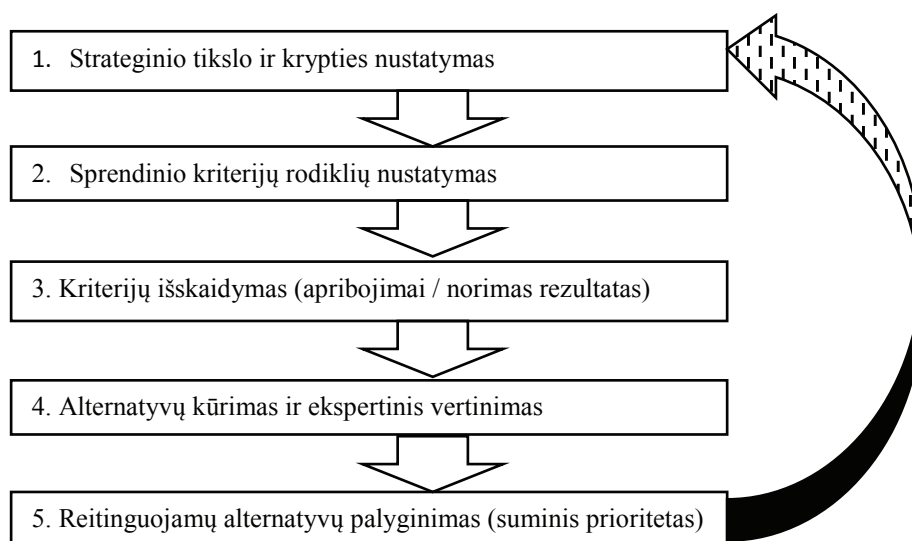 1. Strateginio tikslo ir krypties nustatymas
2. Sprendinio kriterijų rodiklių nustatymas
3. Kriterijų išskaidymas (apribojimai / norimas rezultatas)
4. Alternatyvų kūrimas ir ekspertinis vertinimas
5. Reitinguojamų alternatyvų palyginimas (suminis prioritetas)